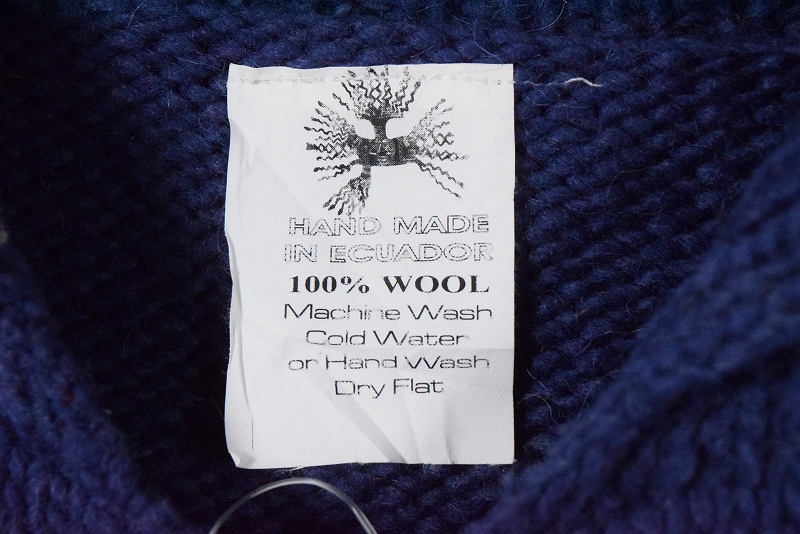 HAND MADE
IN ECUADOR
100% WOOL
Machine Wash
Cold Water
or Hand Wash
Dry Flat